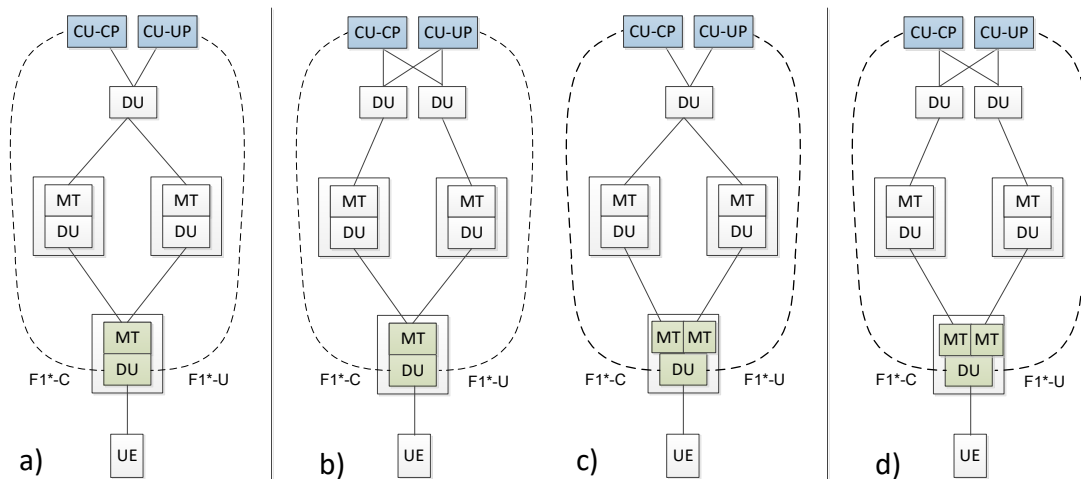 CU-CP CU-UP
DU
MT MT
DU DU
MT
DU
F1*-C F1*-U
UE
a)
CU-CP CU-UP
DU DU
MT MT
DU DU
MT
DU
F1*-C F1*-U
UE
b)
CU-CP CU-UP
DU
MT MT
DU DU
MT MT
DU
F1*-C F1*-U
UE
c)
CU-CP CU-UP
DU DU
MT MT
DU DU
MT MT
DU
F1*-C F1*-U
UE
d)